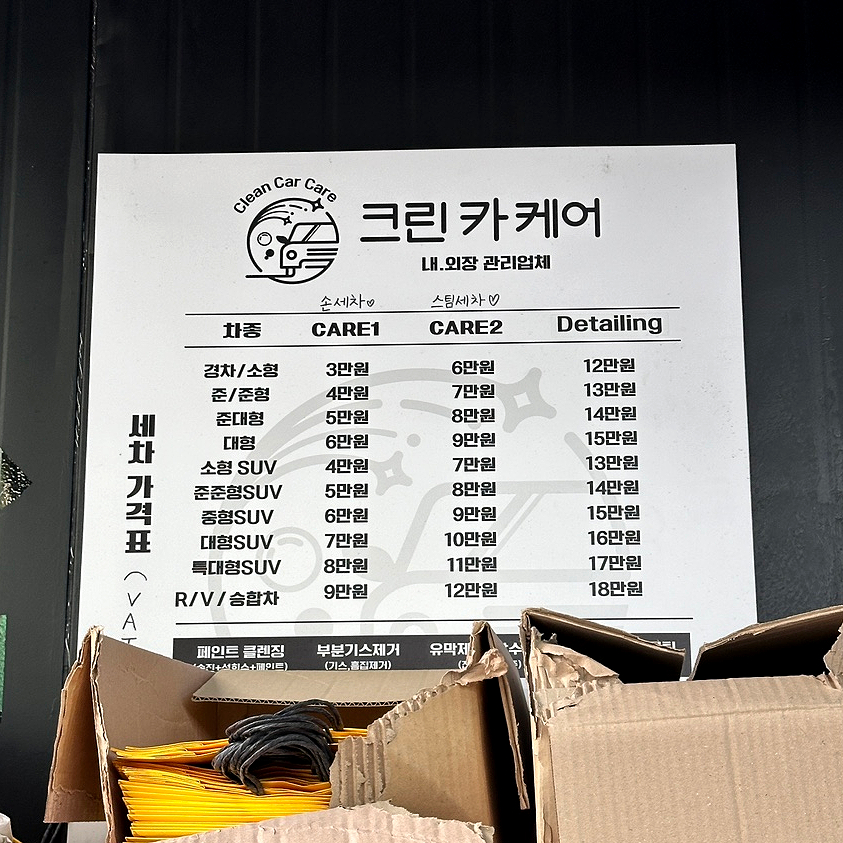 Clean Car Care
크린 카 케어
내.외장 관리업체
손세차♡ 스팀세차♡
차종 CARE1 CARE2 Detailing
경차/소형 3만원 6만원 12만원
준/준형 4만원 7만원 13만원
준대형 5만원 8만원 14만원
대형 6만원 9만원 15만원
소형 SUV 4만원 7만원 13만원
준준형SUV 5만원 8만원 14만원
중형SUV 6만원 9만원 15만원
대형SUV 7만원 10만원 16만원
특대형SUV 8만원 11만원 17만원
R/V/승합차 9만원 12만원 18만원
세차 가격표 (VAT
페인트 클렌징 부분기스제거
(기스,흠집제거)